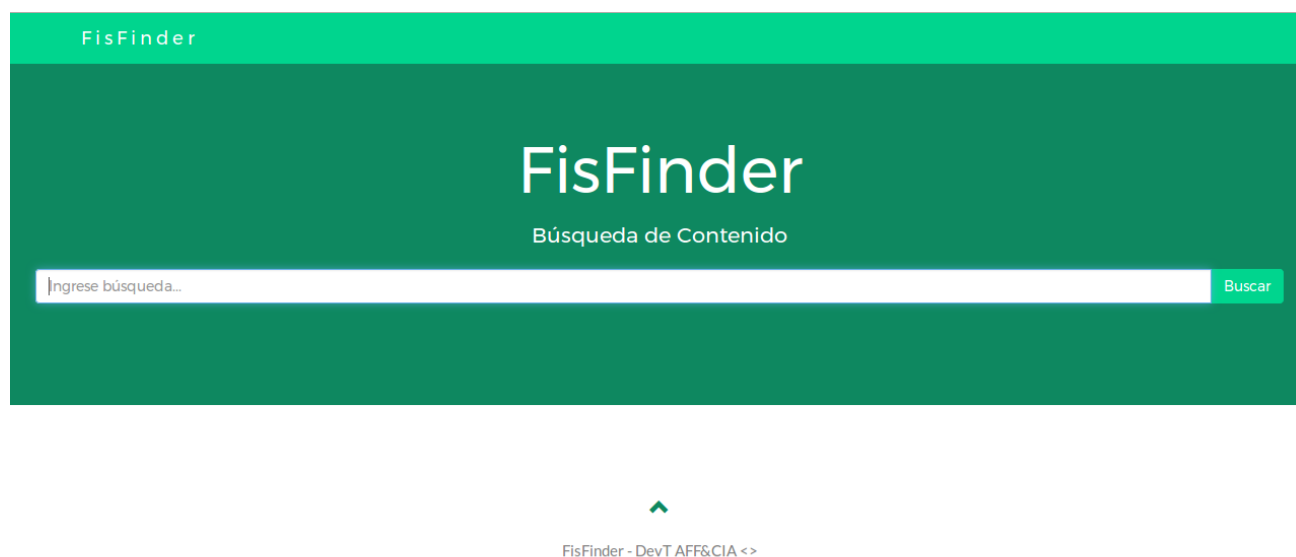 FisFinder
FisFinder
Búsqueda de Contenido
Ingrese búsqueda...
Buscar
FisFinder - DevT AFF&CIA <>